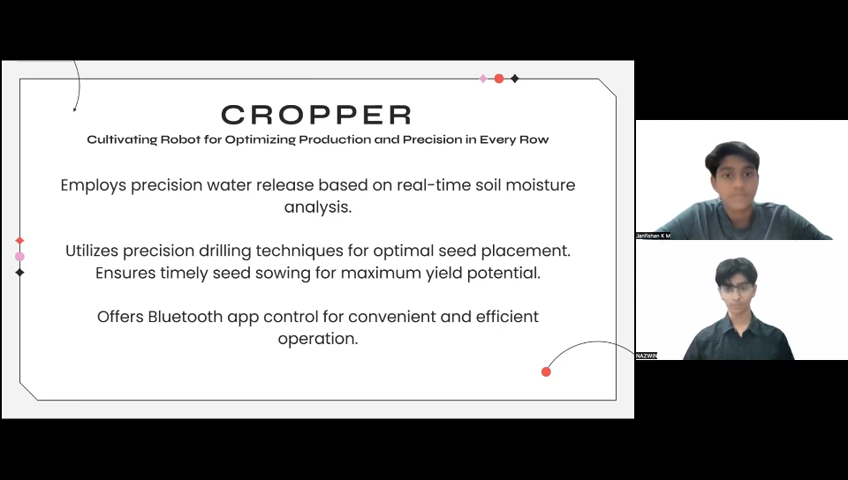 CROPPER
Cultivating Robot for Optimizing Production and Precision in Every Row
Employs precision water release based on real-time soil moisture
analysis.
Utilizes precision drilling techniques for optimal seed placement.
Ensures timely seed sowing for maximum yield potential.
Offers Bluetooth app control for convenient and efficient
operation.
Janfishan K M
NAZWIN